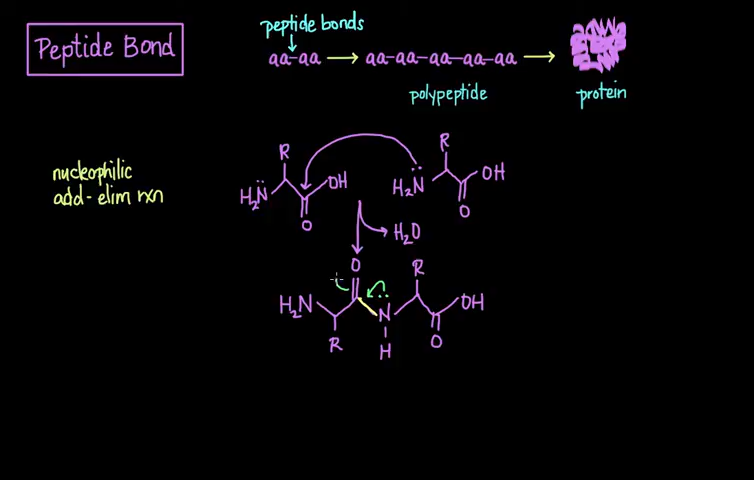 Peptide Bond
peptide bonds
aa-aa → aa-aa-aa-aa-aa →
polypeptide
protein
nucleophilic
add-elim rxn
R
H₂N̈
OH
O
R
H₂N̈
OH
O
H₂O
O
R
H₂N
N
OH
R
H
O